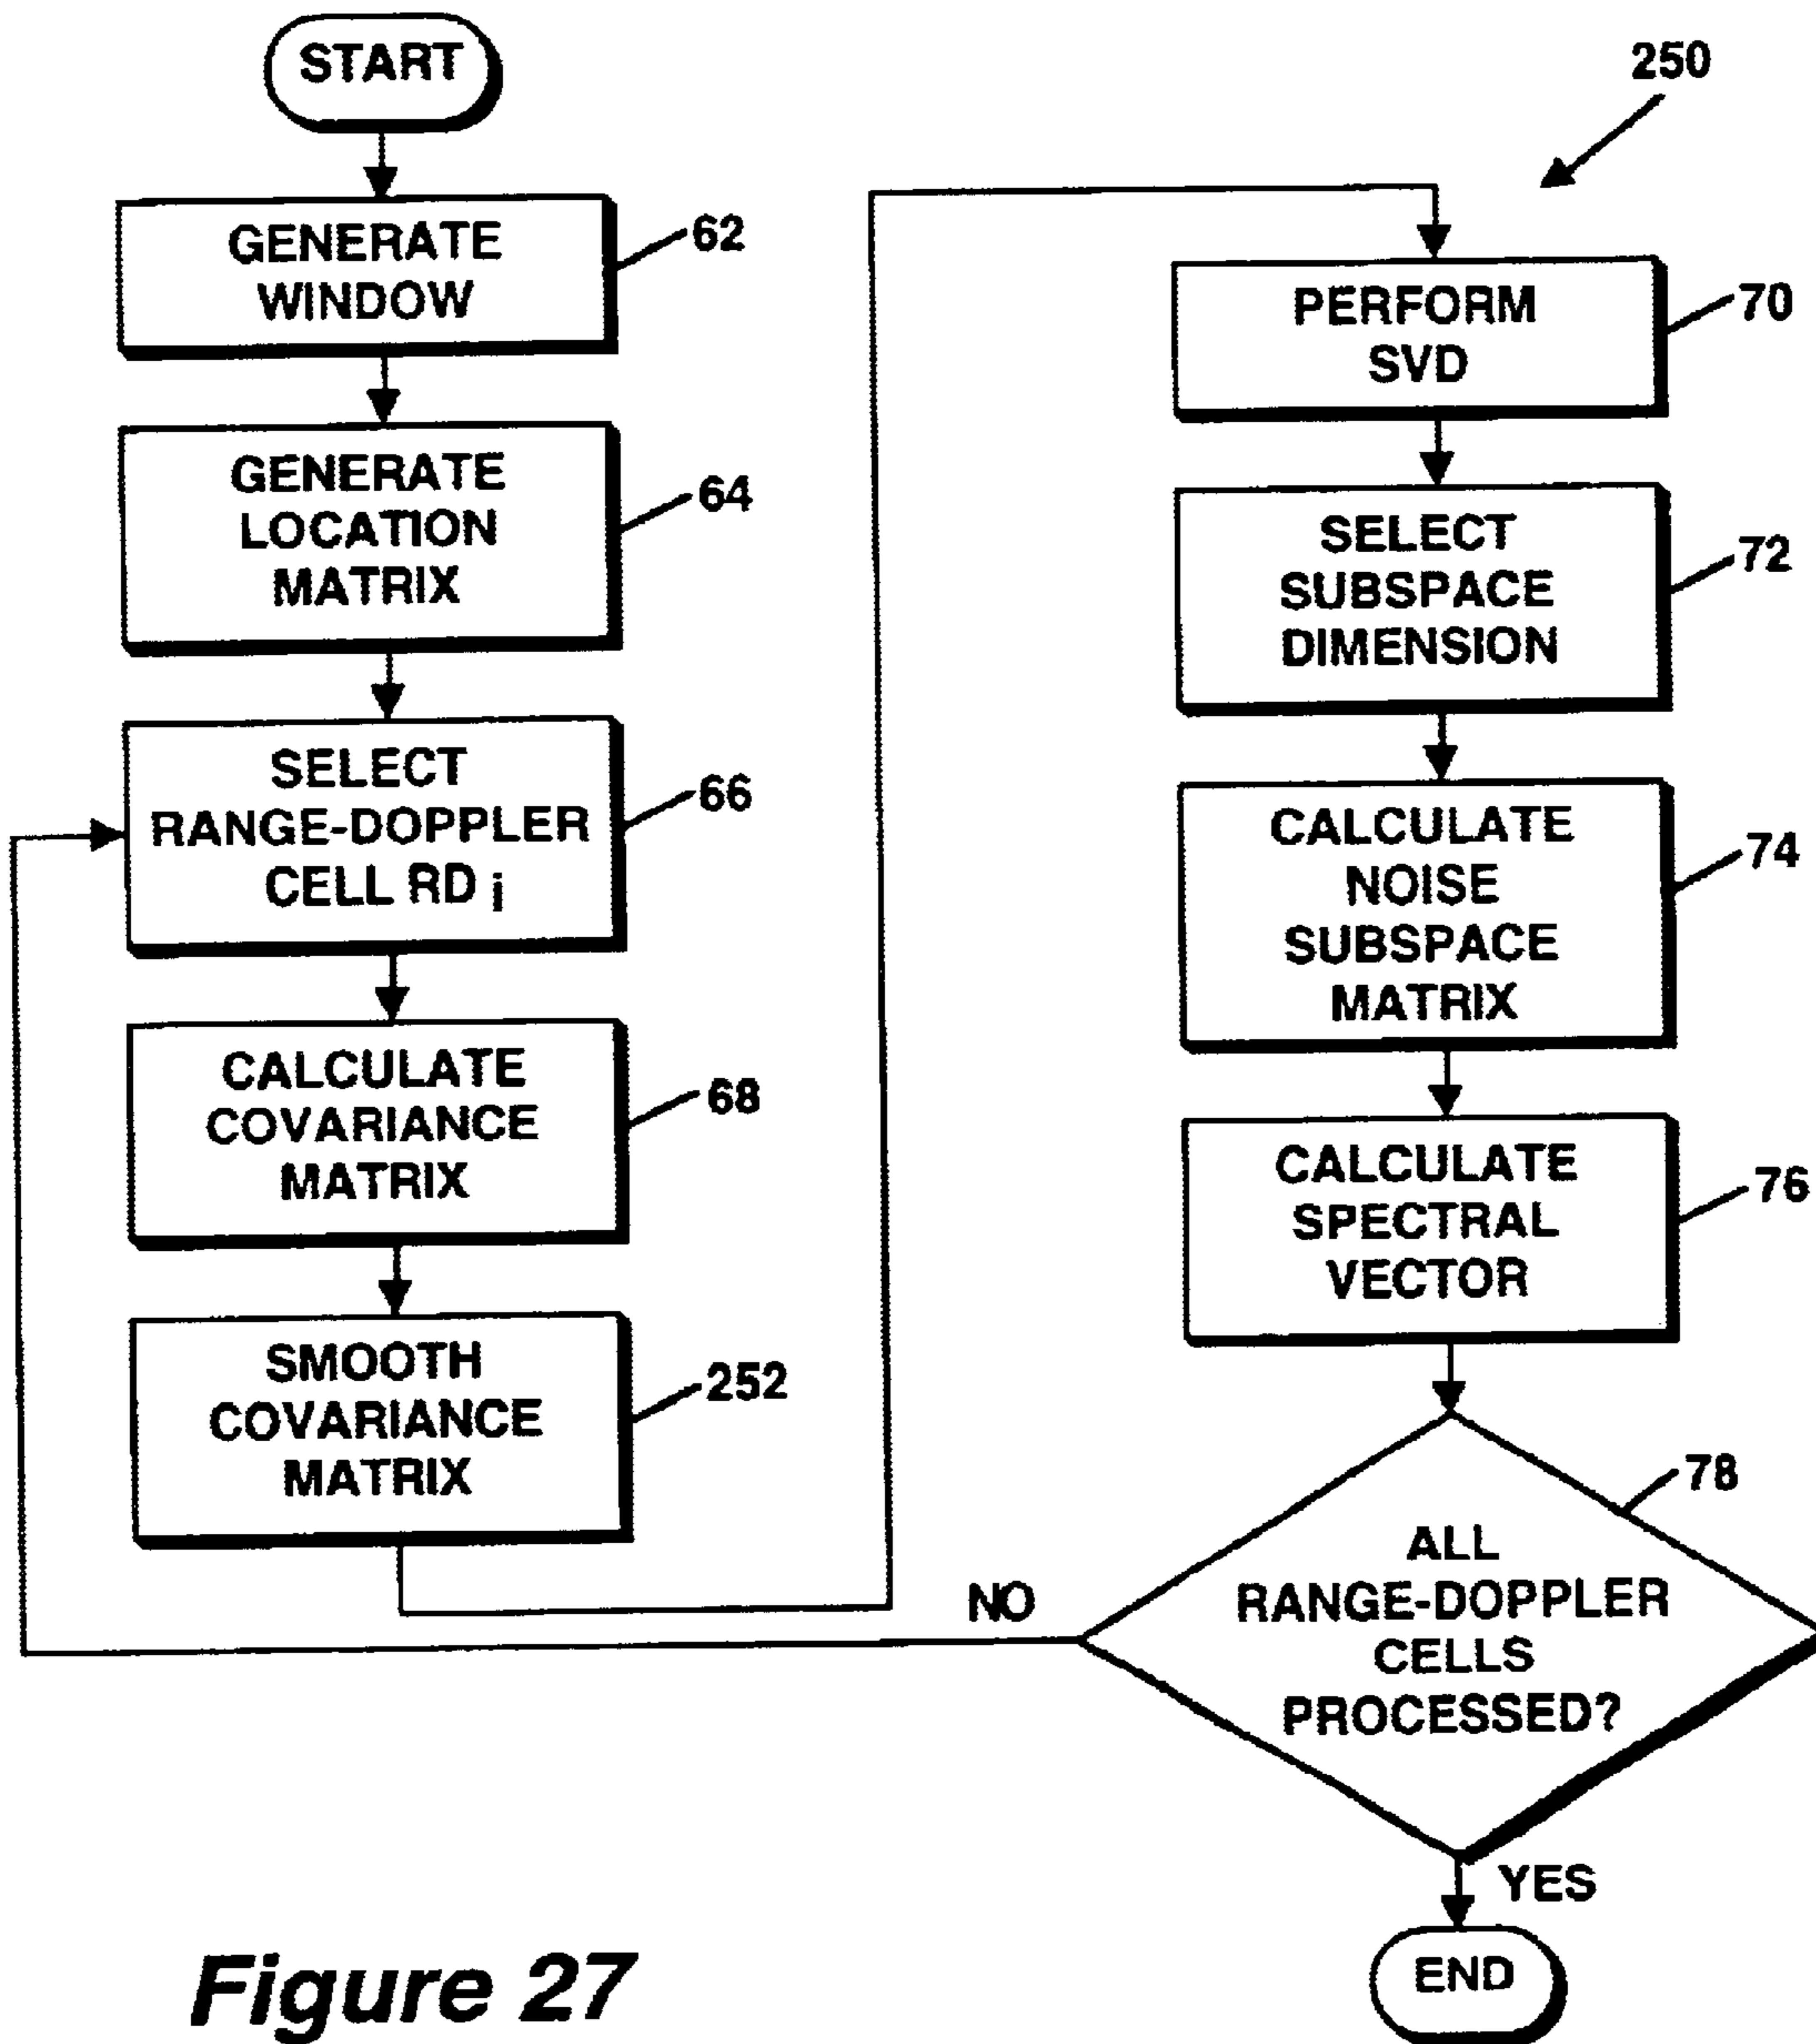 START
GENERATE
WINDOW
62
GENERATE
LOCATION
MATRIX
64
SELECT
RANGE-DOPPLER
CELL RD i
66
CALCULATE
COVARIANCE
MATRIX
68
SMOOTH
COVARIANCE
MATRIX
252
250
PERFORM
SVD
70
SELECT
SUBSPACE
DIMENSION
72
CALCULATE
NOISE
SUBSPACE
MATRIX
74
CALCULATE
SPECTRAL
VECTOR
76
78
ALL
RANGE-DOPPLER
CELLS
PROCESSED?
NO
YES
END
Figure 27